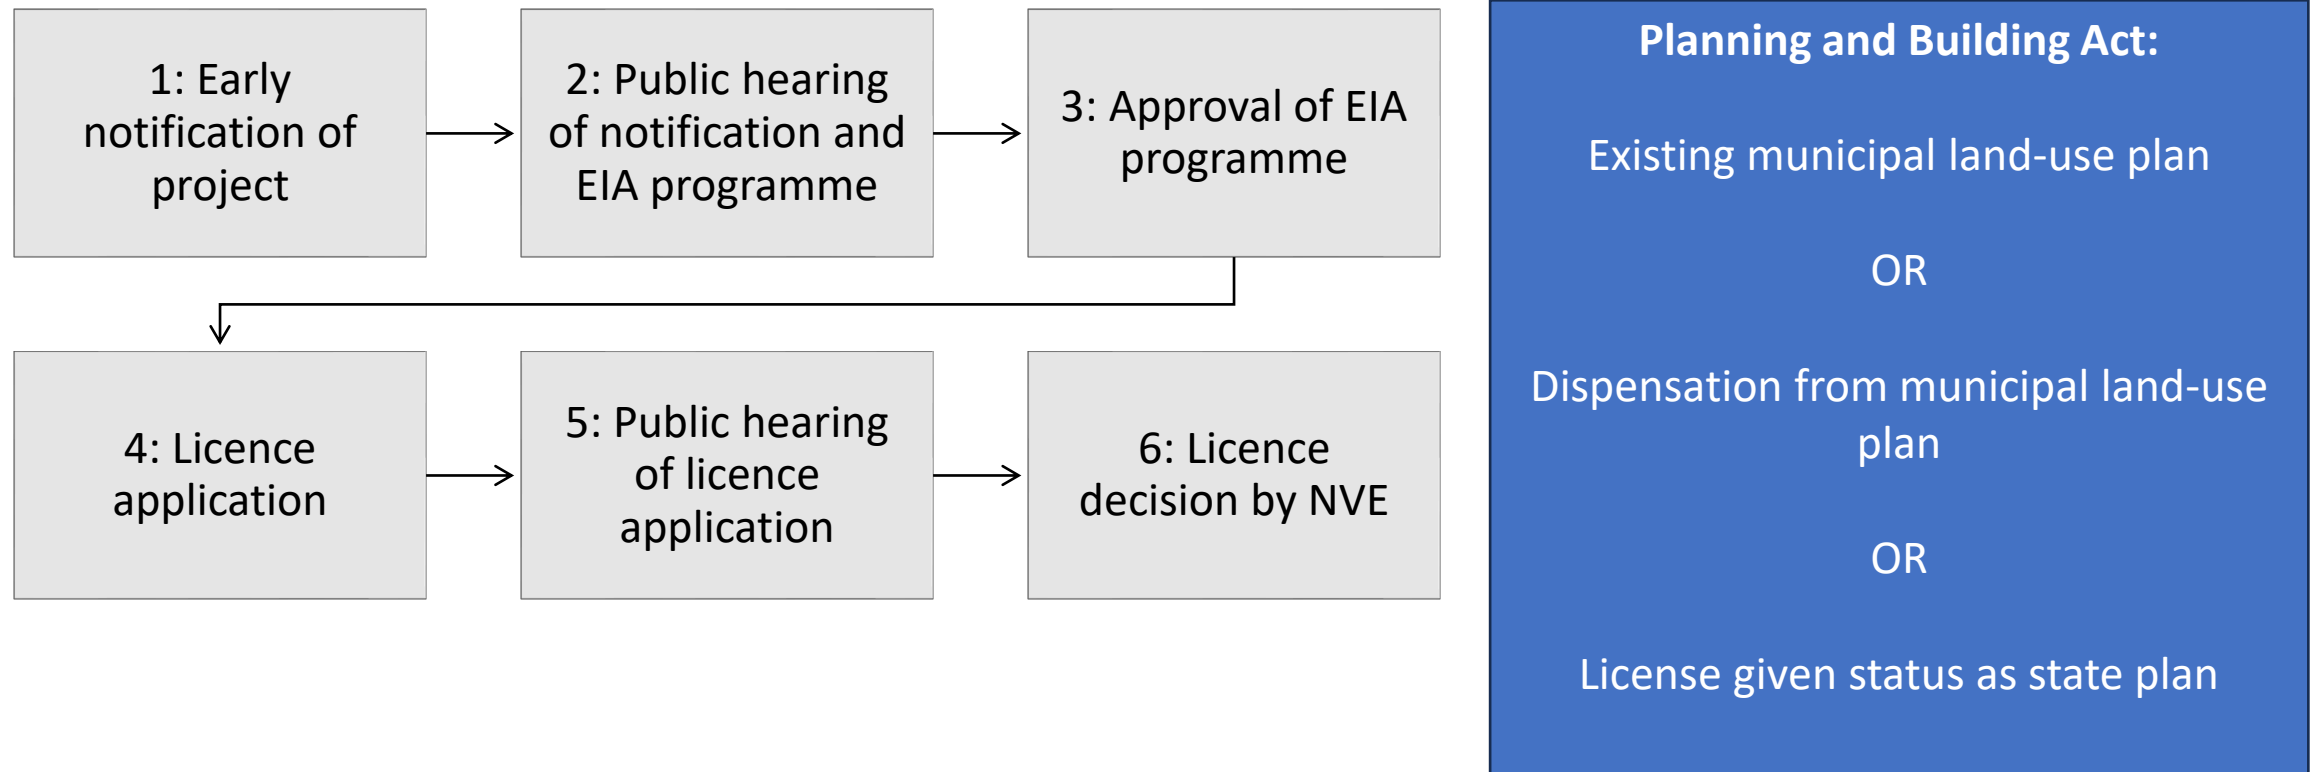 1: Early
notification of
project
2: Public hearing
of notification and
EIA programme
3: Approval of EIA
programme
4: Licence
application
5: Public hearing
of licence
application
6: Licence
decision by NVE
Planning and Building Act:
Existing municipal land-use plan
OR
Dispensation from municipal land-use
plan
OR
License given status as state plan